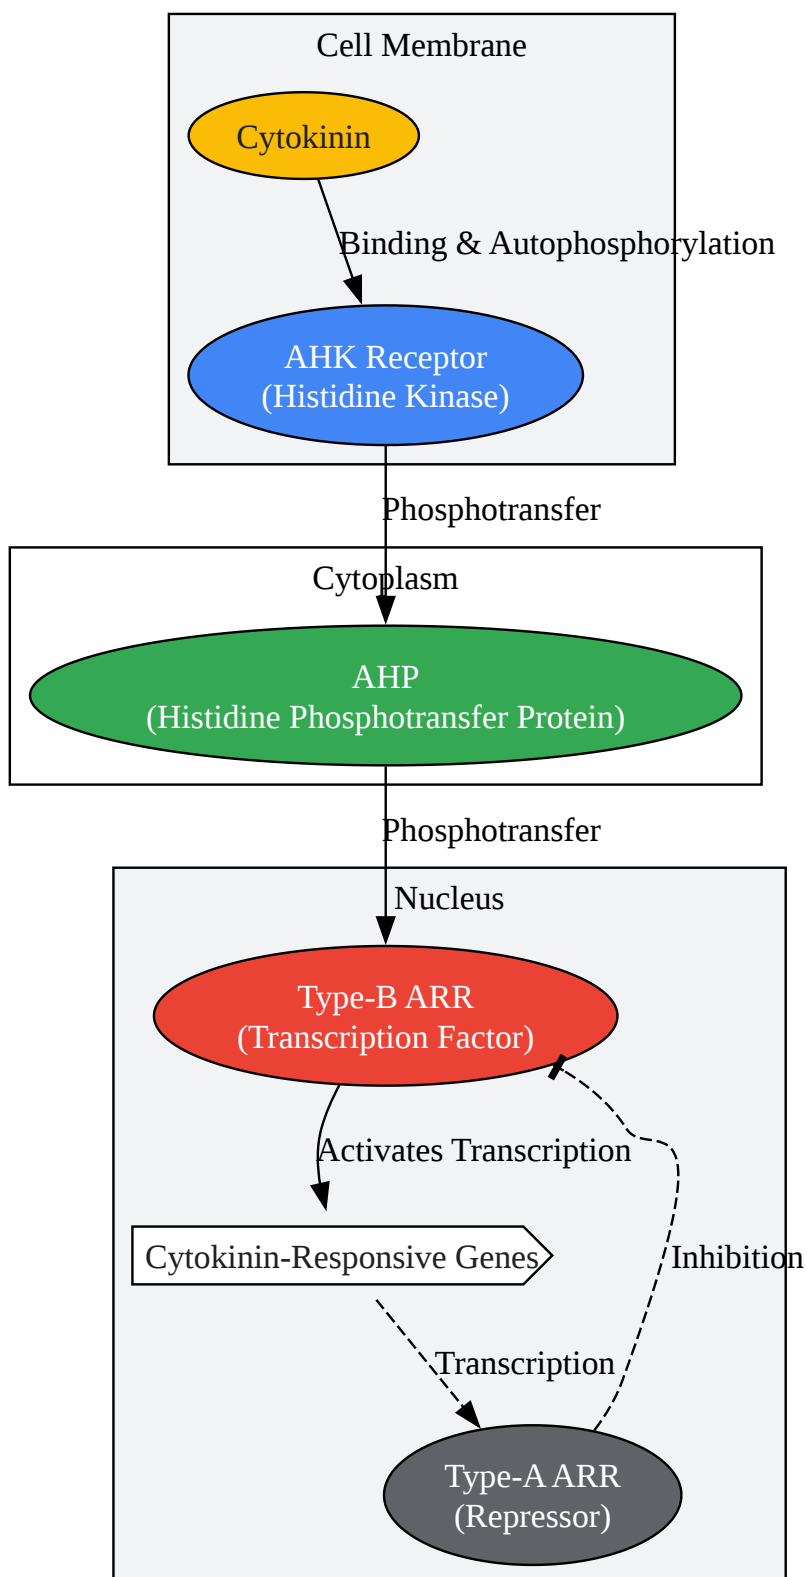 Cell Membrane
Cytokinin
Binding & Autophosphorylation
AHK Receptor
(Histidine Kinase)
Phosphotransfer
Cytoplasm
AHP
(Histidine Phosphotransfer Protein)
Phosphotransfer
Nucleus
Type-B ARR
(Transcription Factor)
Activates Transcription
Cytokinin-Responsive Genes
Inhibition
Transcription
Type-A ARR
(Repressor)